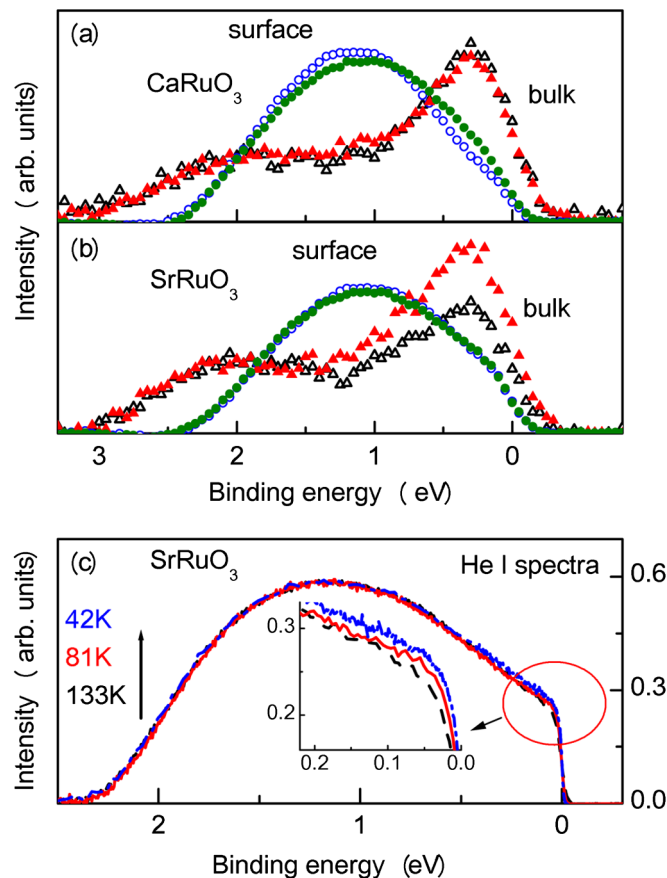 (a)
surface
CaRuO3
bulk
Intensity ( arb. units)
(b)
surface
SrRuO3
bulk
3
2
1
0
Binding energy ( eV)
(c)
SrRuO3
He I spectra
0.6
42K
81K
133K
0.3
0.3
0.2
0.2
0.1
0.0
0.0
Intensity (arb. units)
2
1
0
Binding energy (eV)